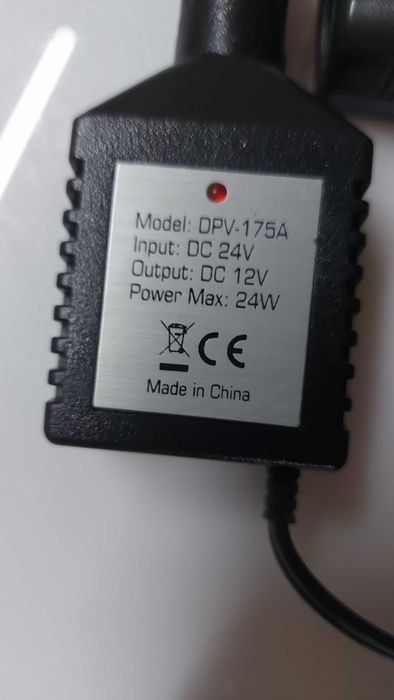 Model: DPV-175A
Input: DC 24V
Output: DC 12V
Power Max: 24W
CE
Made in China